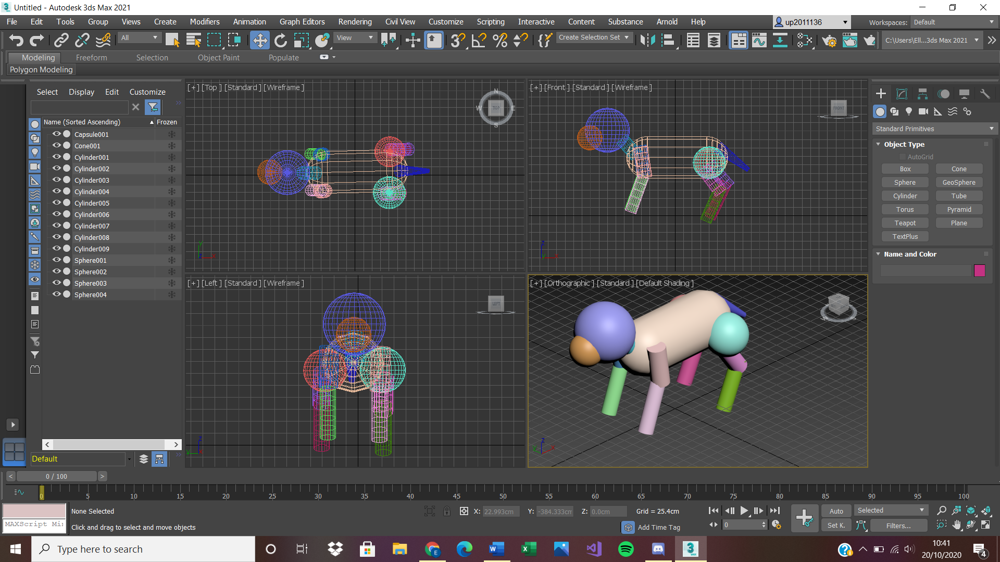 Untitled - Autodesk 3ds Max 2021
File Edit Tools Group Views Create Modifiers Animation Graph Editors Rendering Civil View Customize Scripting Interactive Content Substance Arnold Help up2011136 Workspaces: Default
All View Create Selection Set C:\Users\Ell...3ds Max 2021
Modeling Freeform Selection Object Paint Populate
Polygon Modeling
Select Display Edit Customize
Name (Sorted Ascending) Frozen
Capsule001
Cone001
Cylinder001
Cylinder002
Cylinder003
Cylinder004
Cylinder005
Cylinder006
Cylinder007
Cylinder008
Cylinder009
Sphere001
Sphere002
Sphere003
Sphere004
Default
[+] [Top ] [Standard ] [Wireframe ]
N
W TOP E
S
y
z x
[+] [Front ] [Standard ] [Wireframe ]
FRONT
z
y x
[+] [Left ] [Standard ] [Wireframe ]
LEFT
z
y x
[+] [Orthographic ] [Standard ] [Default Shading ]
z
y x
Standard Primitives
Object Type
AutoGrid
Box Cone
Sphere GeoSphere
Cylinder Tube
Torus Pyramid
Teapot Plane
TextPlus
Name and Color
< 0 / 100 >
0 5 10 15 20 25 30 35 40 45 50 55 60 65 70 75 80 85 90 95 100
None Selected X: 22.993cm Y: -384.333cm Z: 0.0cm Grid = 25.4cm Auto Selected
MAXScript Mi
Click and drag to select and move objects Add Time Tag 0 Set K. Filters...
Type here to search
10:41
20/10/2020
4